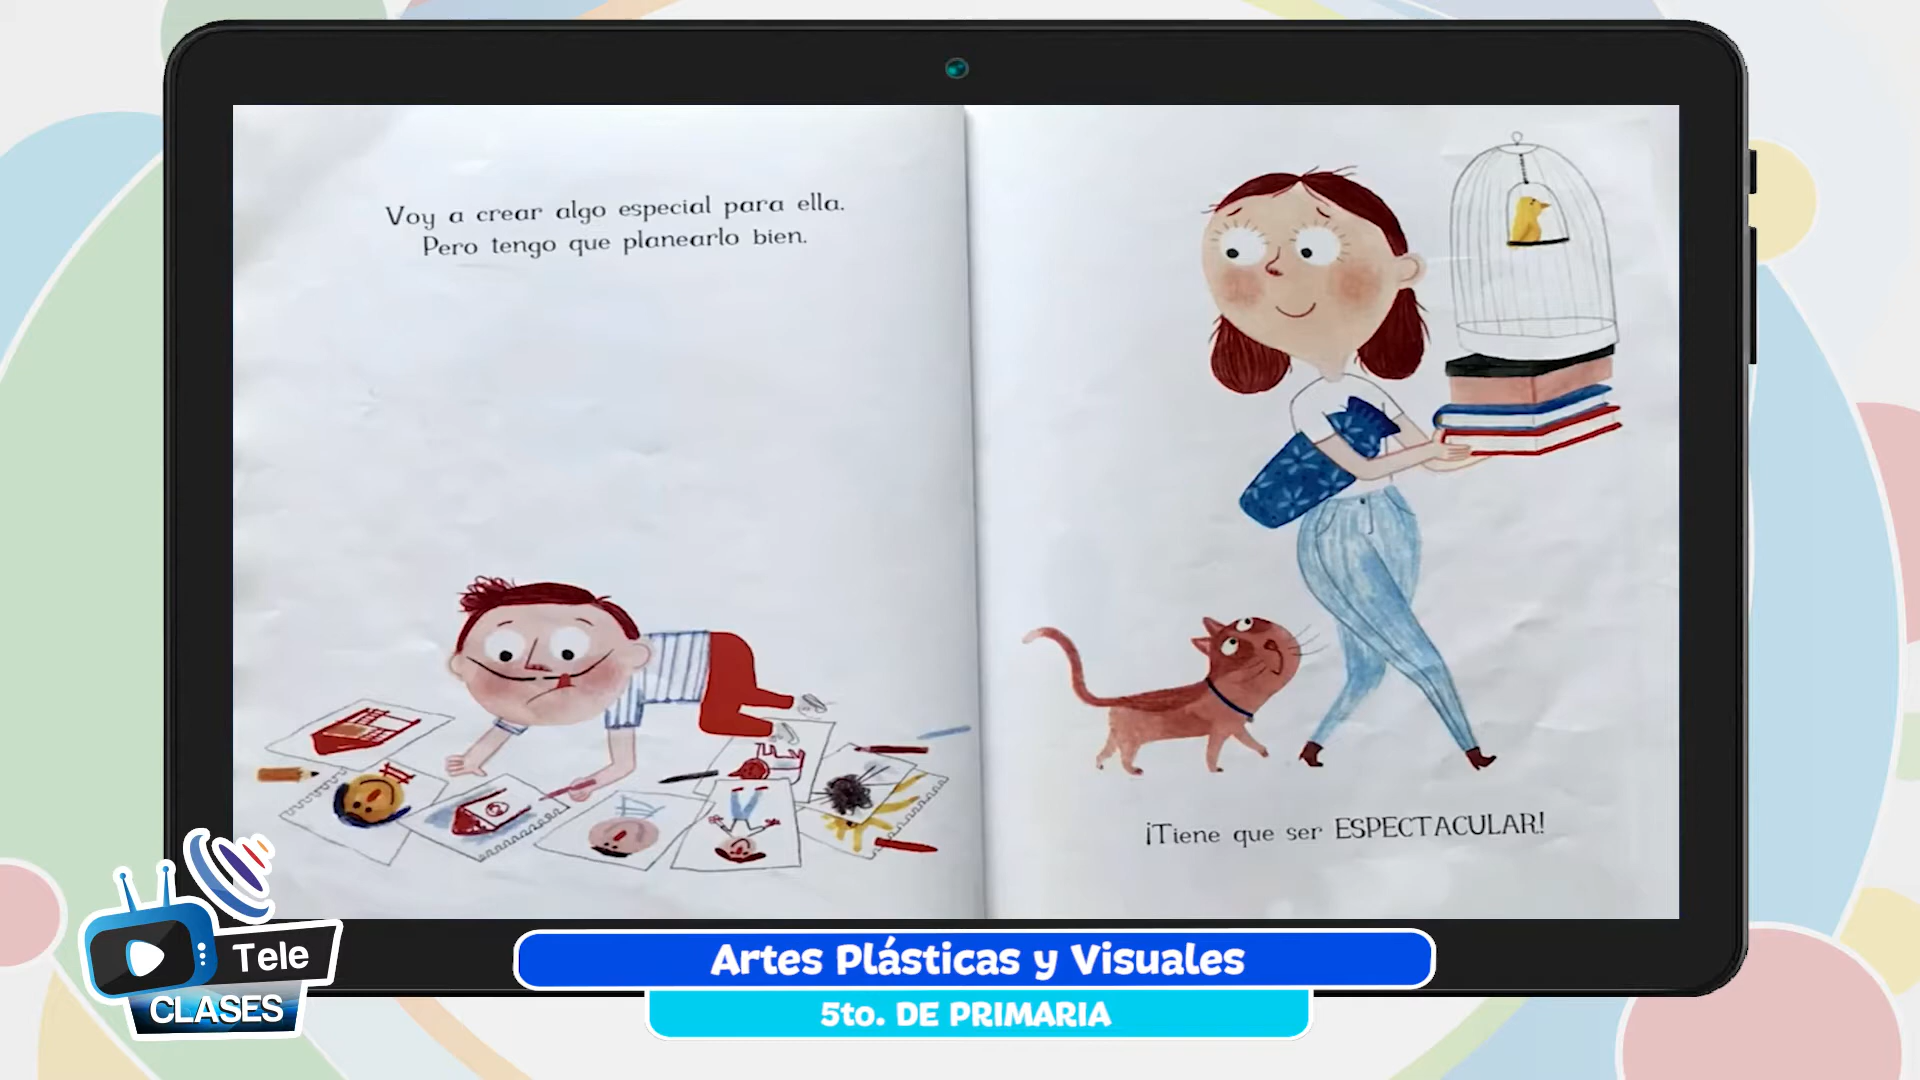 Voy a crear algo especial para ella.
Pero tengo que planearlo bien.
¡Tiene que ser ESPECTACULAR!
Tele
CLASES
Artes Plásticas y Visuales
5to. DE PRIMARIA